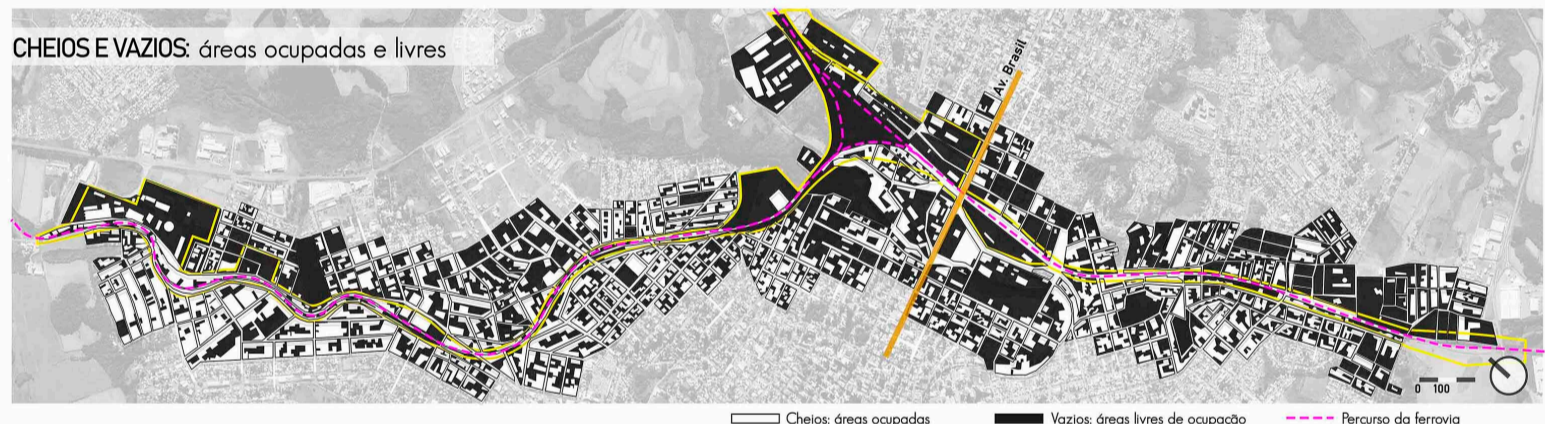 CHEIOS E VAZIOS: áreas ocupadas e livres
Av. Brasil
0 100
Cheios: áreas ocupadas
Vazios: áreas livres de ocupação
Percurso da ferrovia